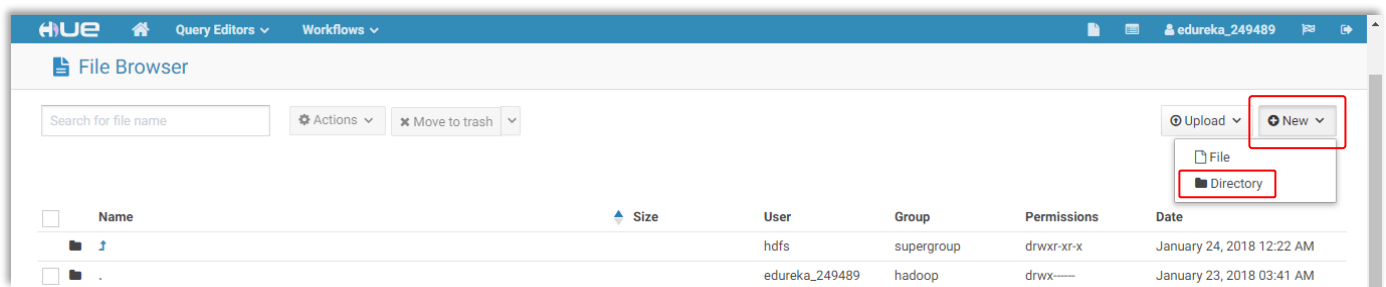 HUE Query Editors Workflows edureka_249489
File Browser
Search for file name Actions Move to trash Upload New
File
Directory
Name Size User Group Permissions Date
hdfs supergroup drwxr-xr-x January 24, 2018 12:22 AM
. edureka_249489 hadoop drwx------ January 23, 2018 03:41 AM